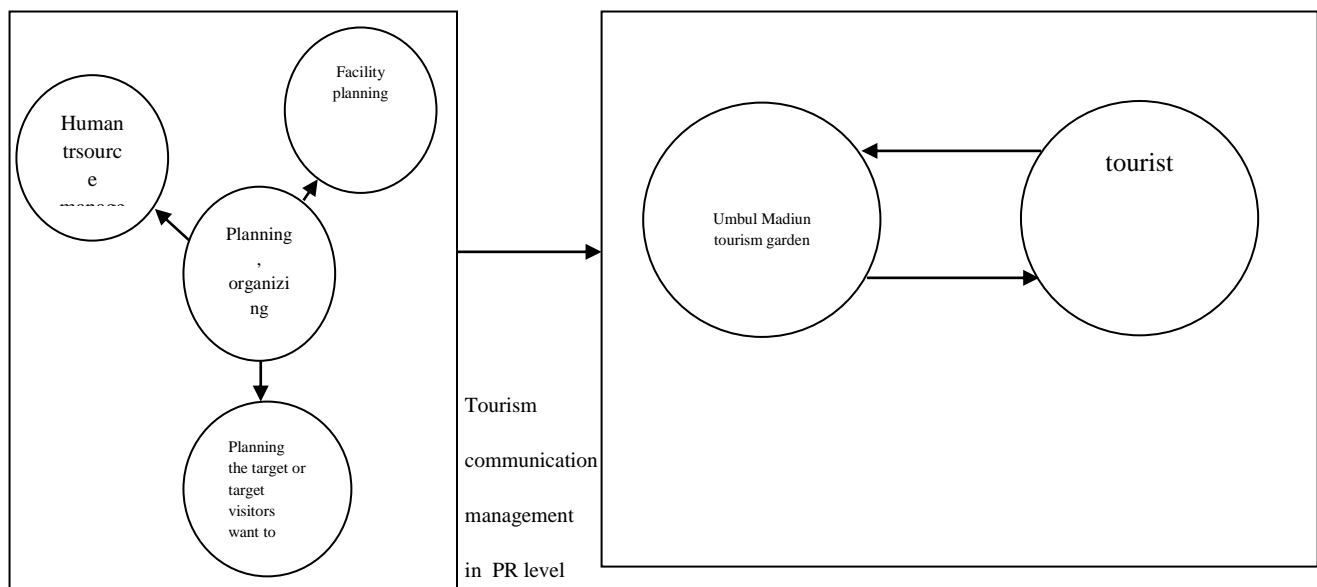 Facility
planning
Human
trsourc
e
Planning
,
organizi
ng
Planning
the target or
target
visitors
want to
Tourism
communication
management
in PR level
Umbul Madiun
tourism garden
tourist